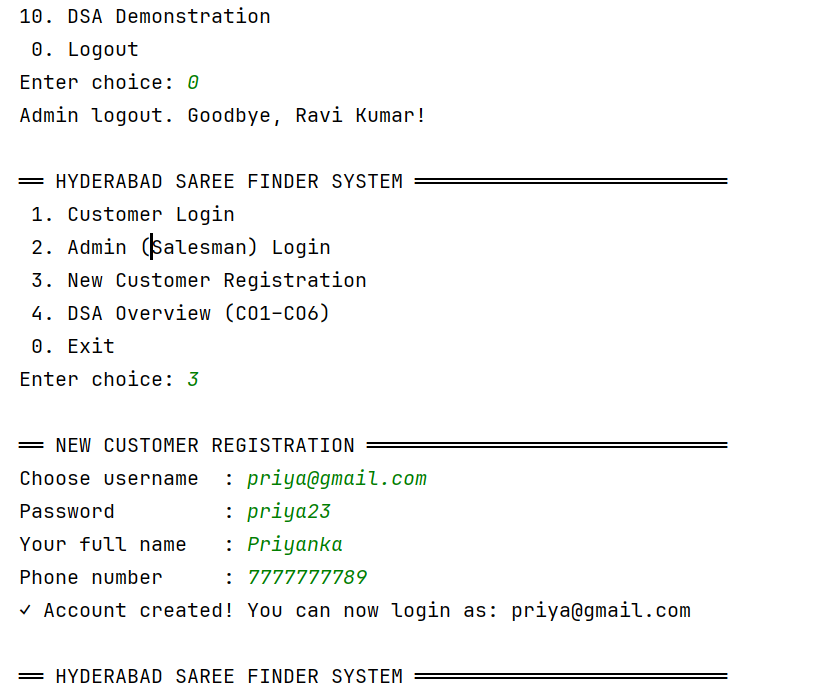 10. DSA Demonstration
 0. Logout
Enter choice: 0
Admin logout. Goodbye, Ravi Kumar!
══ HYDERABAD SAREE FINDER SYSTEM ══════════════════════════
 1. Customer Login
 2. Admin (Salesman) Login
 3. New Customer Registration
 4. DSA Overview (CO1–CO6)
 0. Exit
Enter choice: 3
══ NEW CUSTOMER REGISTRATION ══════════════════════════════
Choose username  : priya@gmail.com
Password         : priya23
Your full name   : Priyanka
Phone number     : 7777777789
✓ Account created! You can now login as: priya@gmail.com
══ HYDERABAD SAREE FINDER SYSTEM ══════════════════════════